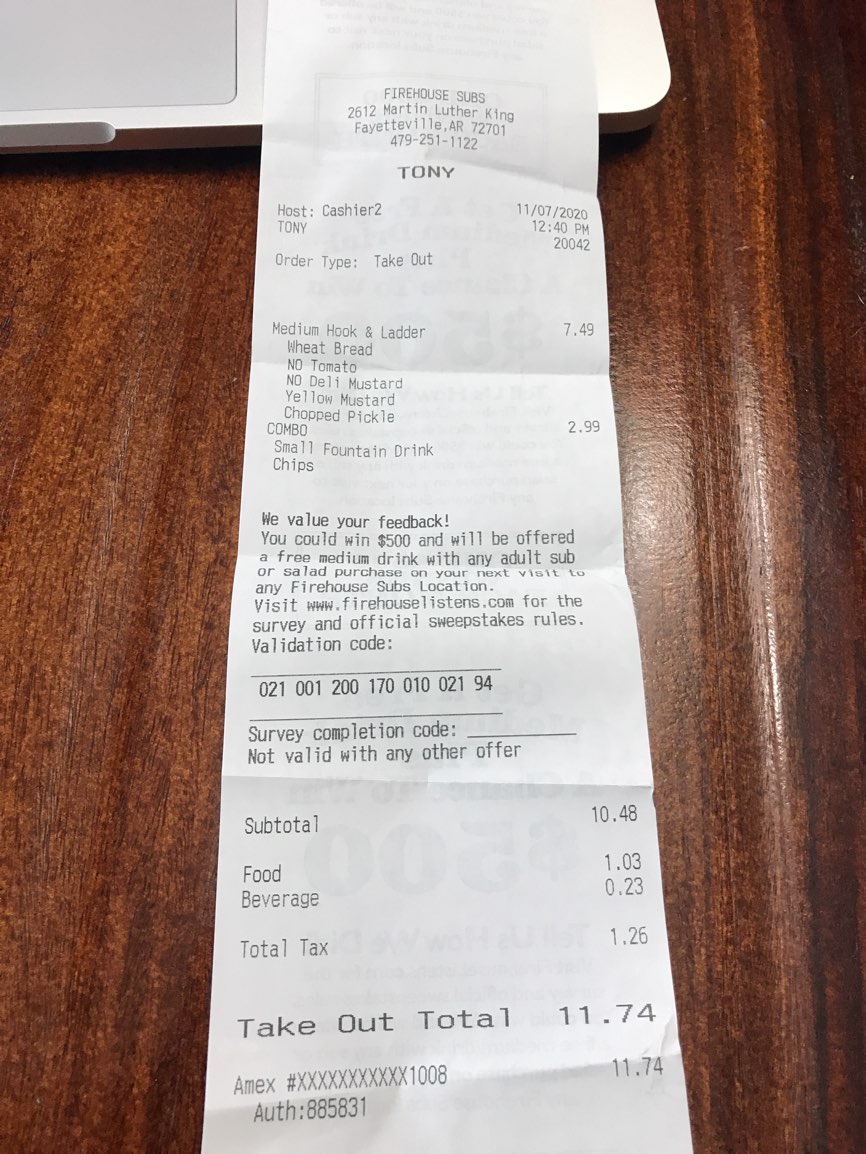 FIREHOUSE SUBS
2612 Martin Luther King
Fayetteville,AR 72701
479-251-1122
TONY
Host: Cashier2 11/07/2020
TONY 12:40 PM
20042
Order Type: Take Out
Medium Hook & Ladder 7.49
Wheat Bread
NO Tomato
NO Deli Mustard
Yellow Mustard
Chopped Pickle
COMBO 2.99
Small Fountain Drink
Chips
We value your feedback!
You could win $500 and will be offered
a free medium drink with any adult sub
or salad purchase on your next visit to
any Firehouse Subs Location.
Visit www.firehouselistens.com for the
survey and official sweepstakes rules.
Validation code:
021 001 200 170 010 021 94
Survey completion code: __________
Not valid with any other offer
Subtotal 10.48
Food 1.03
Beverage 0.23
Total Tax 1.26
Take Out Total 11.74
Amex #XXXXXXXXXXX1008 11.74
Auth:885831